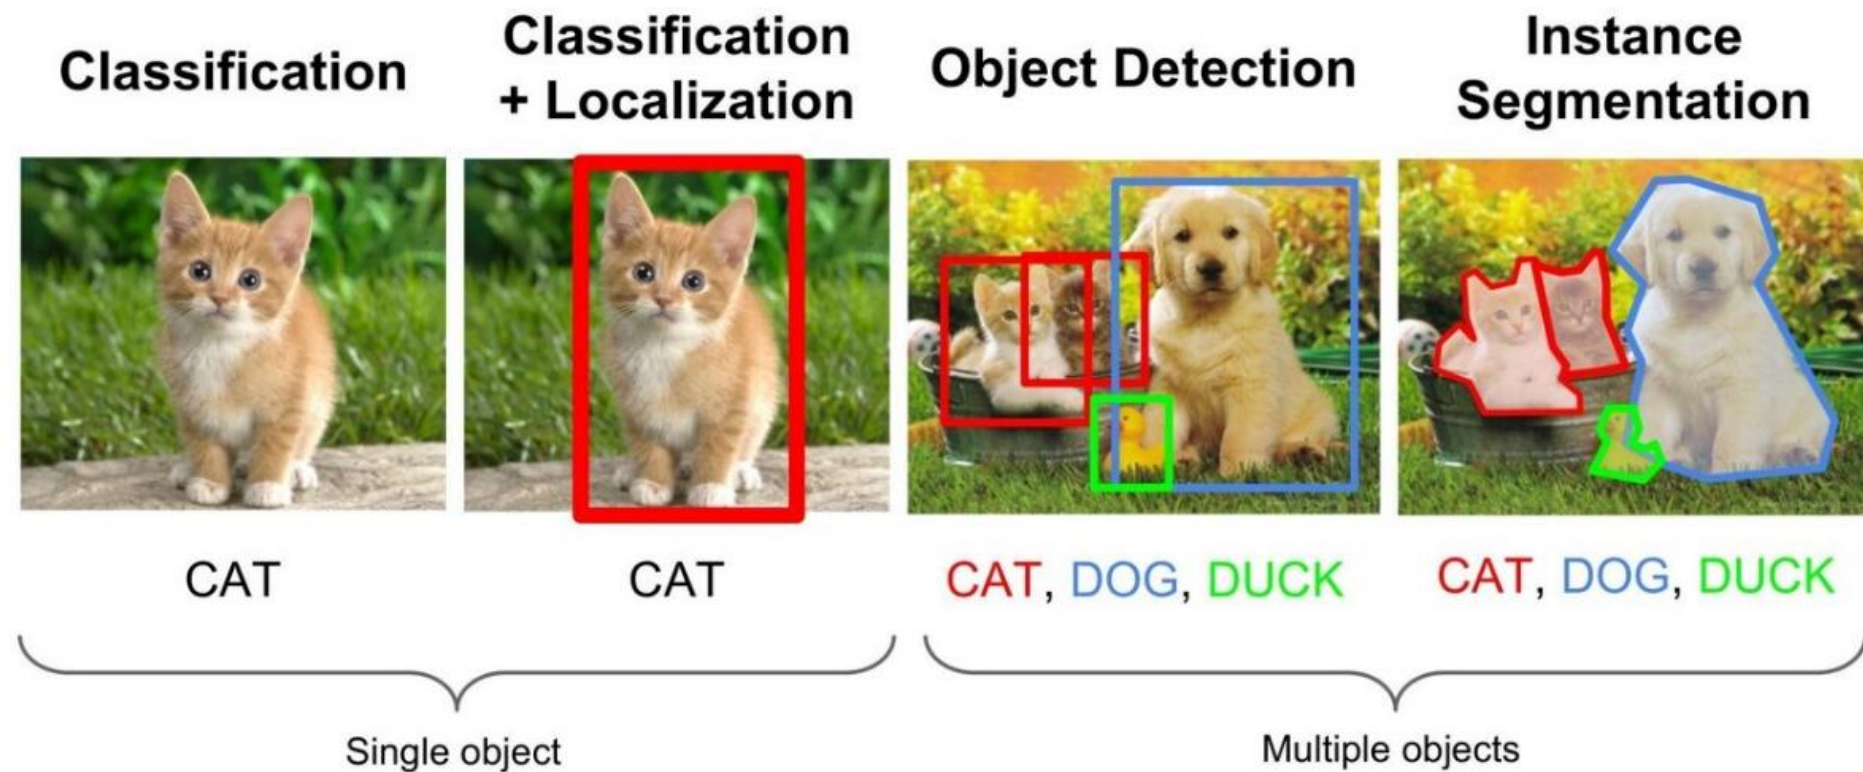 Classification
Classification
+ Localization
Object Detection
Instance
Segmentation
CAT
CAT
CAT, DOG, DUCK
CAT, DOG, DUCK
Single object
Multiple objects